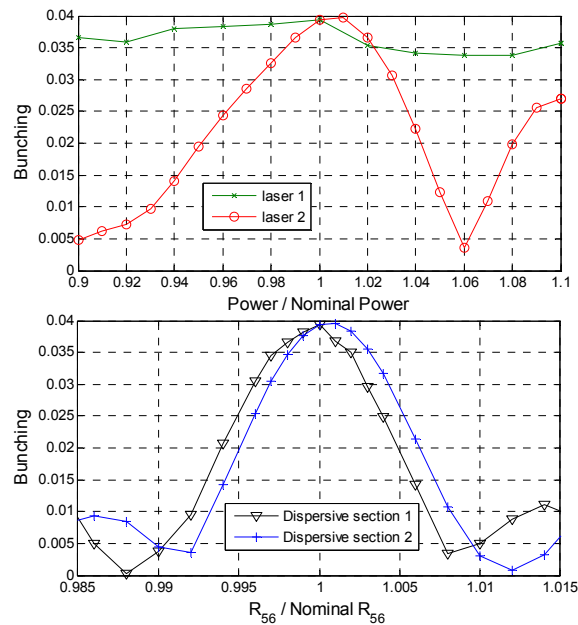 0.04
0.035
0.03
0.025
0.02
0.015
0.01
0.005
0
Bunching
laser 1
laser 2
0.9 0.92 0.94 0.96 0.98 1 1.02 1.04 1.06 1.08 1.1
Power / Nominal Power
0.04
0.035
0.03
0.025
0.02
0.015
0.01
0.005
0
Bunching
Dispersive section 1
Dispersive section 2
0.985 0.99 0.995 1 1.005 1.010 1.015
R56 / Nominal R56